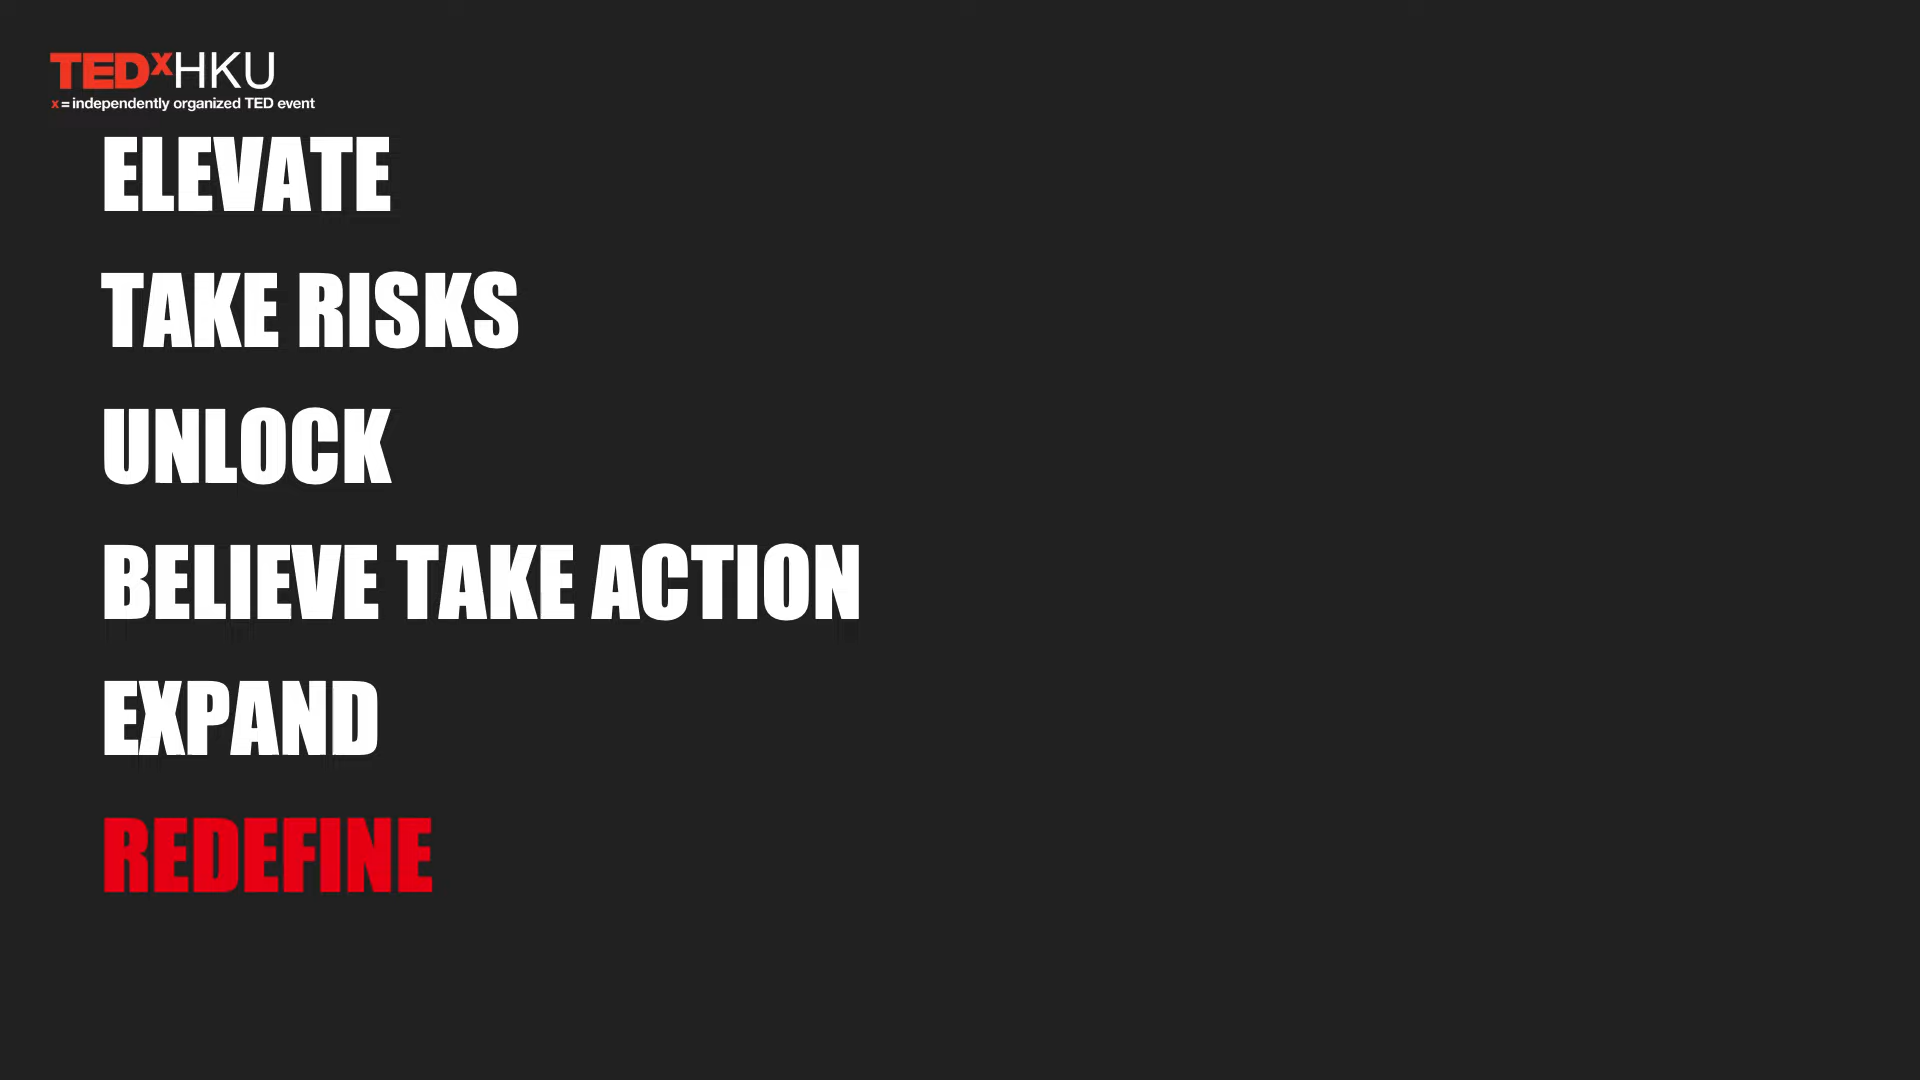 TEDxHKU
x = independently organized TED event
ELEVATE
TAKE RISKS
UNLOCK
BELIEVE TAKE ACTION
EXPAND
REDEFINE